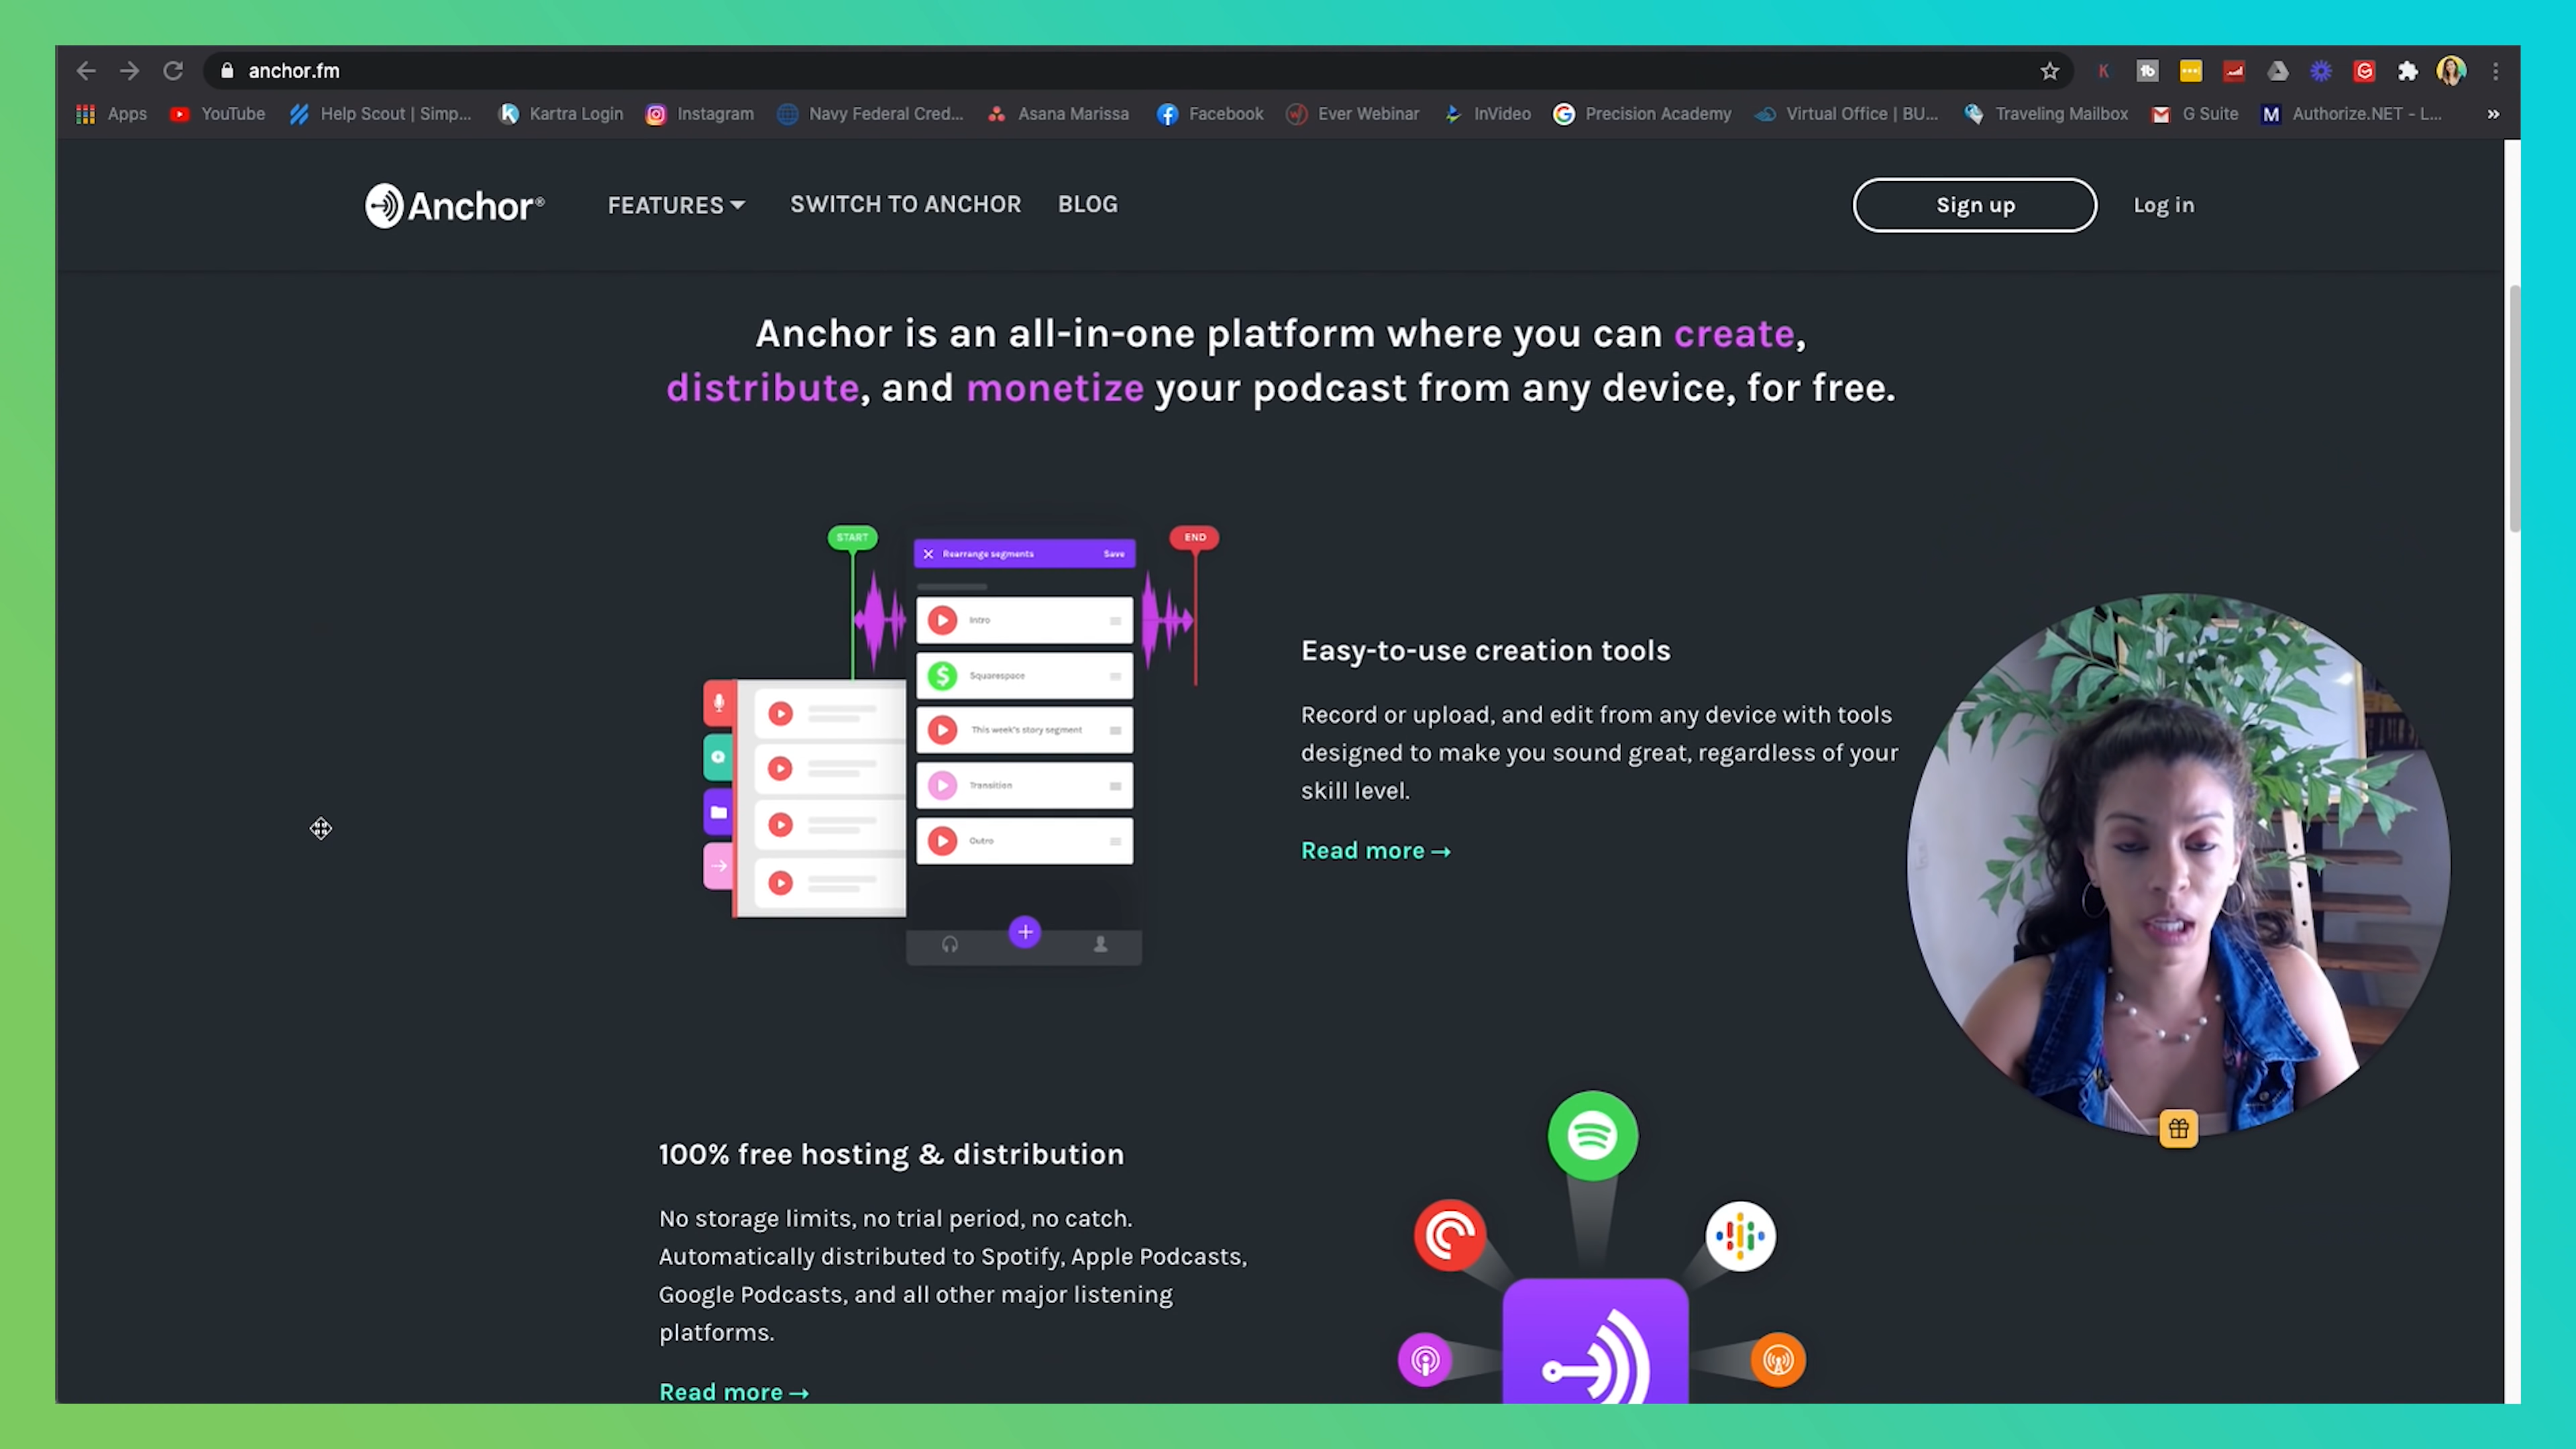 anchor.fm
Apps YouTube Help Scout | Simp... Kartra Login Instagram Navy Federal Cred... Asana Marissa Facebook Ever Webinar InVideo Precision Academy Virtual Office | BU... Traveling Mailbox G Suite Authorize.NET - L... »
Anchor® FEATURES SWITCH TO ANCHOR BLOG Sign up Log in
Anchor is an all-in-one platform where you can create,
distribute, and monetize your podcast from any device, for free.
START
END
Rearrange segments Save
Intro
Squarespace
This week's story segment
Transition
Outro
Easy-to-use creation tools
Record or upload, and edit from any device with tools
designed to make you sound great, regardless of your
skill level.
Read more →
100% free hosting & distribution
No storage limits, no trial period, no catch.
Automatically distributed to Spotify, Apple Podcasts,
Google Podcasts, and all other major listening
platforms.
Read more →